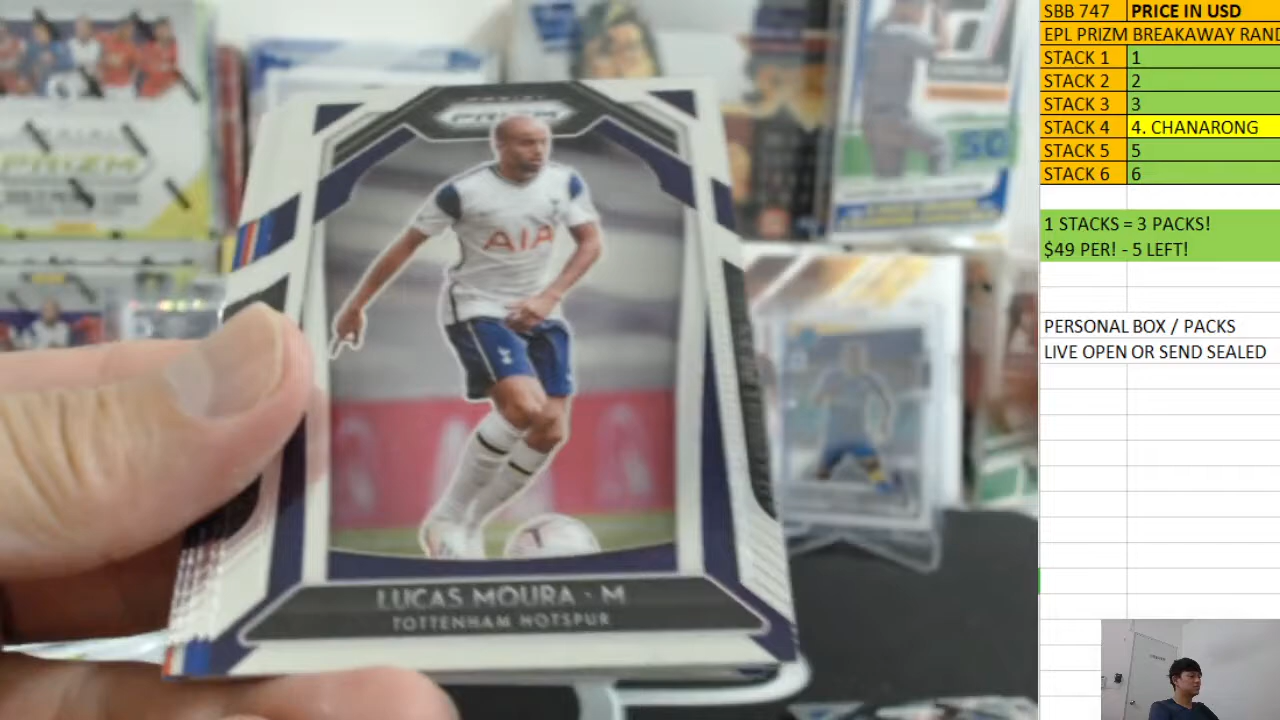 SBB 747 PRICE IN USD
EPL PRIZM BREAKAWAY RAND
STACK 1 1
STACK 2 2
STACK 3 3
STACK 4 4. CHANARONG
STACK 5 5
STACK 6 6
1 STACKS = 3 PACKS!
$49 PER! - 5 LEFT!
PERSONAL BOX / PACKS
LIVE OPEN OR SEND SEALED
PRIZM
AIA
LUCAS MOURA · M
TOTTENHAM HOTSPUR
PRIZM
50